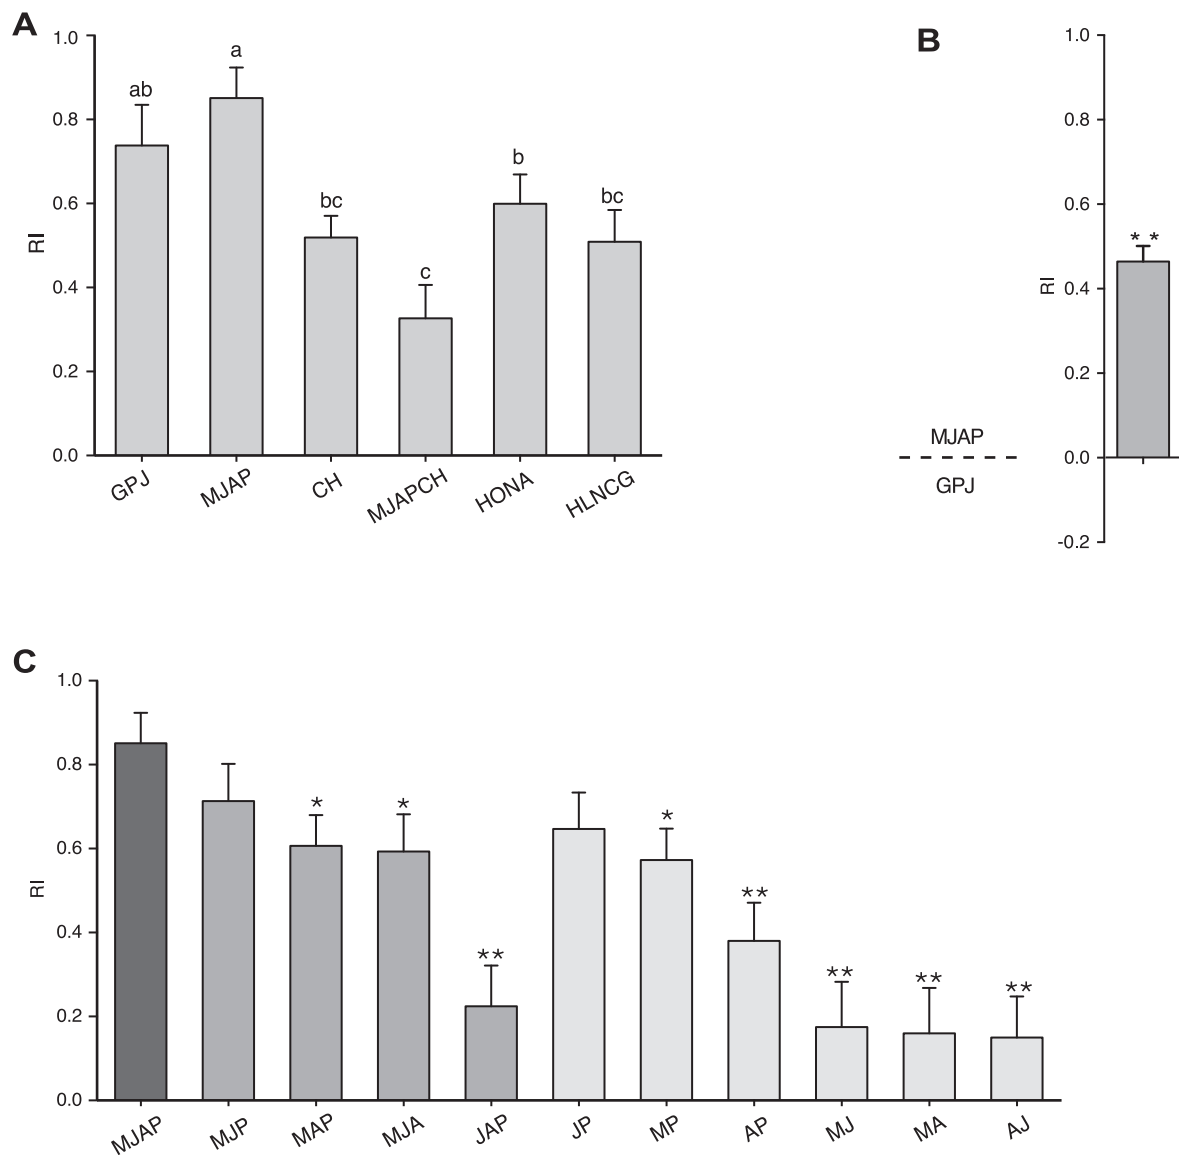 A
1.0
0.8
0.6
0.4
0.2
0.0
RI
ab
a
bc
c
b
bc
GPJ
MJAP
CH
MJAPCH
HONA
HLNCG
B
1.0
0.8
0.6
0.4
0.2
0.0
-0.2
RI
**
MJAP
GPJ
C
1.0
0.8
0.6
0.4
0.2
0.0
RI
*
*
**
*
**
**
**
**
MJAP
MJP
MAP
MJA
JAP
JP
MP
AP
MJ
MA
AJ